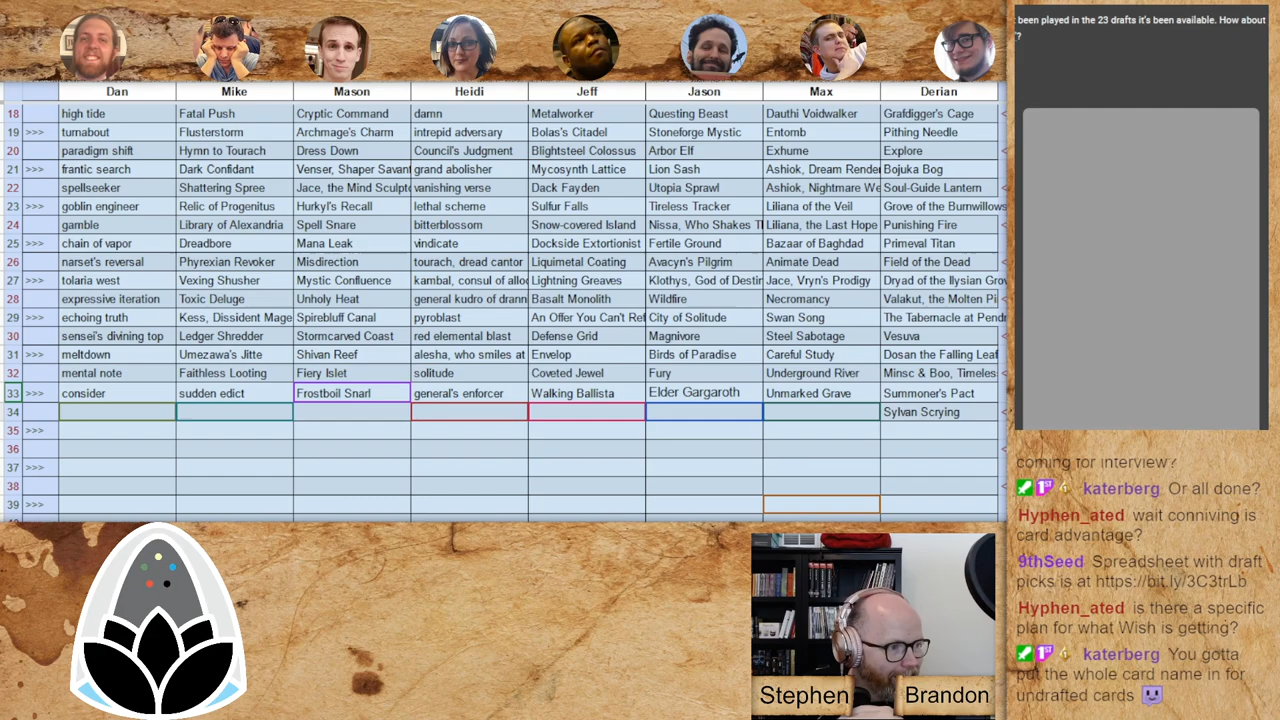 been played in the 23 drafts it's been available. How about
?
Dan Mike Mason Heidi Jeff Jason Max Derian
18 high tide Fatal Push Cryptic Command damn Metalworker Questing Beast Dauthi Voidwalker Grafdigger's Cage
19 >>> turnabout Flusterstorm Archmage's Charm intrepid adversary Bolas's Citadel Stoneforge Mystic Entomb Pithing Needle
20 paradigm shift Hymn to Tourach Dress Down Council's Judgment Blightsteel Colossus Arbor Elf Exhume Explore
21 >>> frantic search Dark Confidant Venser, Shaper Savant grand abolisher Mycosynth Lattice Lion Sash Ashiok, Dream Render Bojuka Bog
22 spellseeker Shattering Spree Jace, the Mind Sculpto vanishing verse Dack Fayden Utopia Sprawl Ashiok, Nightmare We Soul-Guide Lantern
23 >>> goblin engineer Relic of Progenitus Hurkyl's Recall lethal scheme Sulfur Falls Tireless Tracker Liliana of the Veil Grove of the Burnwillows
24 gamble Library of Alexandria Spell Snare bitterblossom Snow-covered Island Nissa, Who Shakes T Liliana, the Last Hope Punishing Fire
25 >>> chain of vapor Dreadbore Mana Leak vindicate Dockside Extortionist Fertile Ground Bazaar of Baghdad Primeval Titan
26 narset's reversal Phyrexian Revoker Misdirection tourach, dread cantor Liquimetal Coating Avacyn's Pilgrim Animate Dead Field of the Dead
27 >>> tolaria west Vexing Shusher Mystic Confluence kambal, consul of alloc Lightning Greaves Klothys, God of Destin Jace, Vryn's Prodigy Dryad of the Ilysian Grov
28 expressive iteration Toxic Deluge Unholy Heat general kudro of drann Basalt Monolith Wildfire Necromancy Valakut, the Molten Pi
29 >>> echoing truth Kess, Dissident Mage Spirebluff Canal pyroblast An Offer You Can't Ref City of Solitude Swan Song The Tabernacle at Pendr
30 sensei's divining top Ledger Shredder Stormcarved Coast red elemental blast Defense Grid Magnivore Steel Sabotage Vesuva
31 >>> meltdown Umezawa's Jitte Shivan Reef alesha, who smiles at Envelop Birds of Paradise Careful Study Dosan the Falling Leaf
32 mental note Faithless Looting Fiery Islet solitude Coveted Jewel Fury Underground River Minsc & Boo, Timeles
33 >>> consider sudden edict Frostboil Snarl general's enforcer Walking Ballista Elder Gargaroth Unmarked Grave Summoner's Pact
34 Sylvan Scrying
35 >>>
36
37 >>>
38
39 >>>
coming for interview?
katerberg Or all done?
Hyphen_ated wait conniving is
card advantage?
9thSeed Spreadsheet with draft
picks is at https://bit.ly/3C3trLb
Hyphen_ated is there a specific
plan for what Wish is getting?
katerberg You gotta
put the whole card name in for
undrafted cards
Stephen Brandon